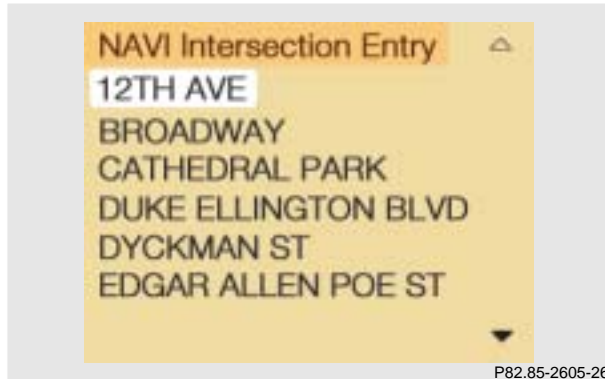 NAVI Intersection Entry
12TH AVE
BROADWAY
CATHEDRAL PARK
DUKE ELLINGTON BLVD
DYCKMAN ST
EDGAR ALLEN POE ST
P82.85-2605-26